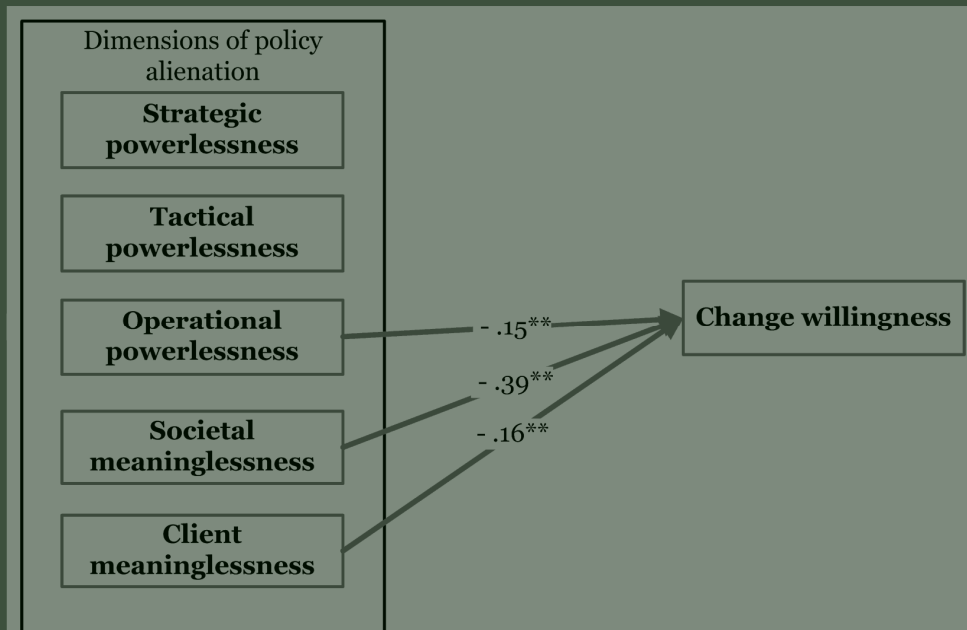 Dimensions of policy
alienation
Strategic
powerlessness
Tactical
powerlessness
Operational
powerlessness
Societal
meaninglessness
Client
meaninglessness
- .15**
- .39**
- .16**
Change willingness